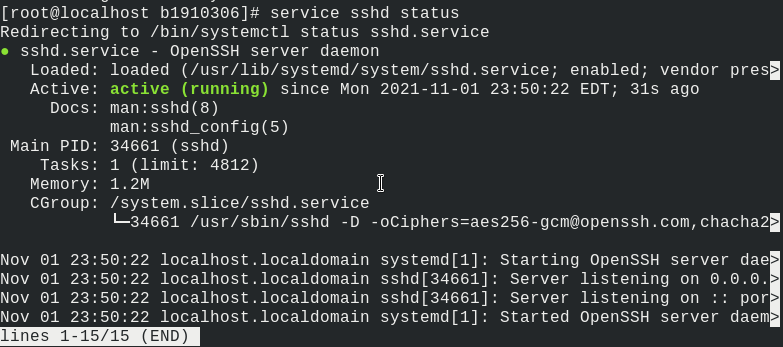 [root@localhost b1910306]# service sshd status
Redirecting to /bin/systemctl status sshd.service
● sshd.service - OpenSSH server daemon
   Loaded: loaded (/usr/lib/systemd/system/sshd.service; enabled; vendor pres>
   Active: active (running) since Mon 2021-11-01 23:50:22 EDT; 31s ago
     Docs: man:sshd(8)
           man:sshd_config(5)
 Main PID: 34661 (sshd)
    Tasks: 1 (limit: 4812)
   Memory: 1.2M
   CGroup: /system.slice/sshd.service
           └─34661 /usr/sbin/sshd -D -oCiphers=aes256-gcm@openssh.com,chacha2>

Nov 01 23:50:22 localhost.localdomain systemd[1]: Starting OpenSSH server dae>
Nov 01 23:50:22 localhost.localdomain sshd[34661]: Server listening on 0.0.0.>
Nov 01 23:50:22 localhost.localdomain sshd[34661]: Server listening on :: por>
Nov 01 23:50:22 localhost.localdomain systemd[1]: Started OpenSSH server daem>
lines 1-15/15 (END)